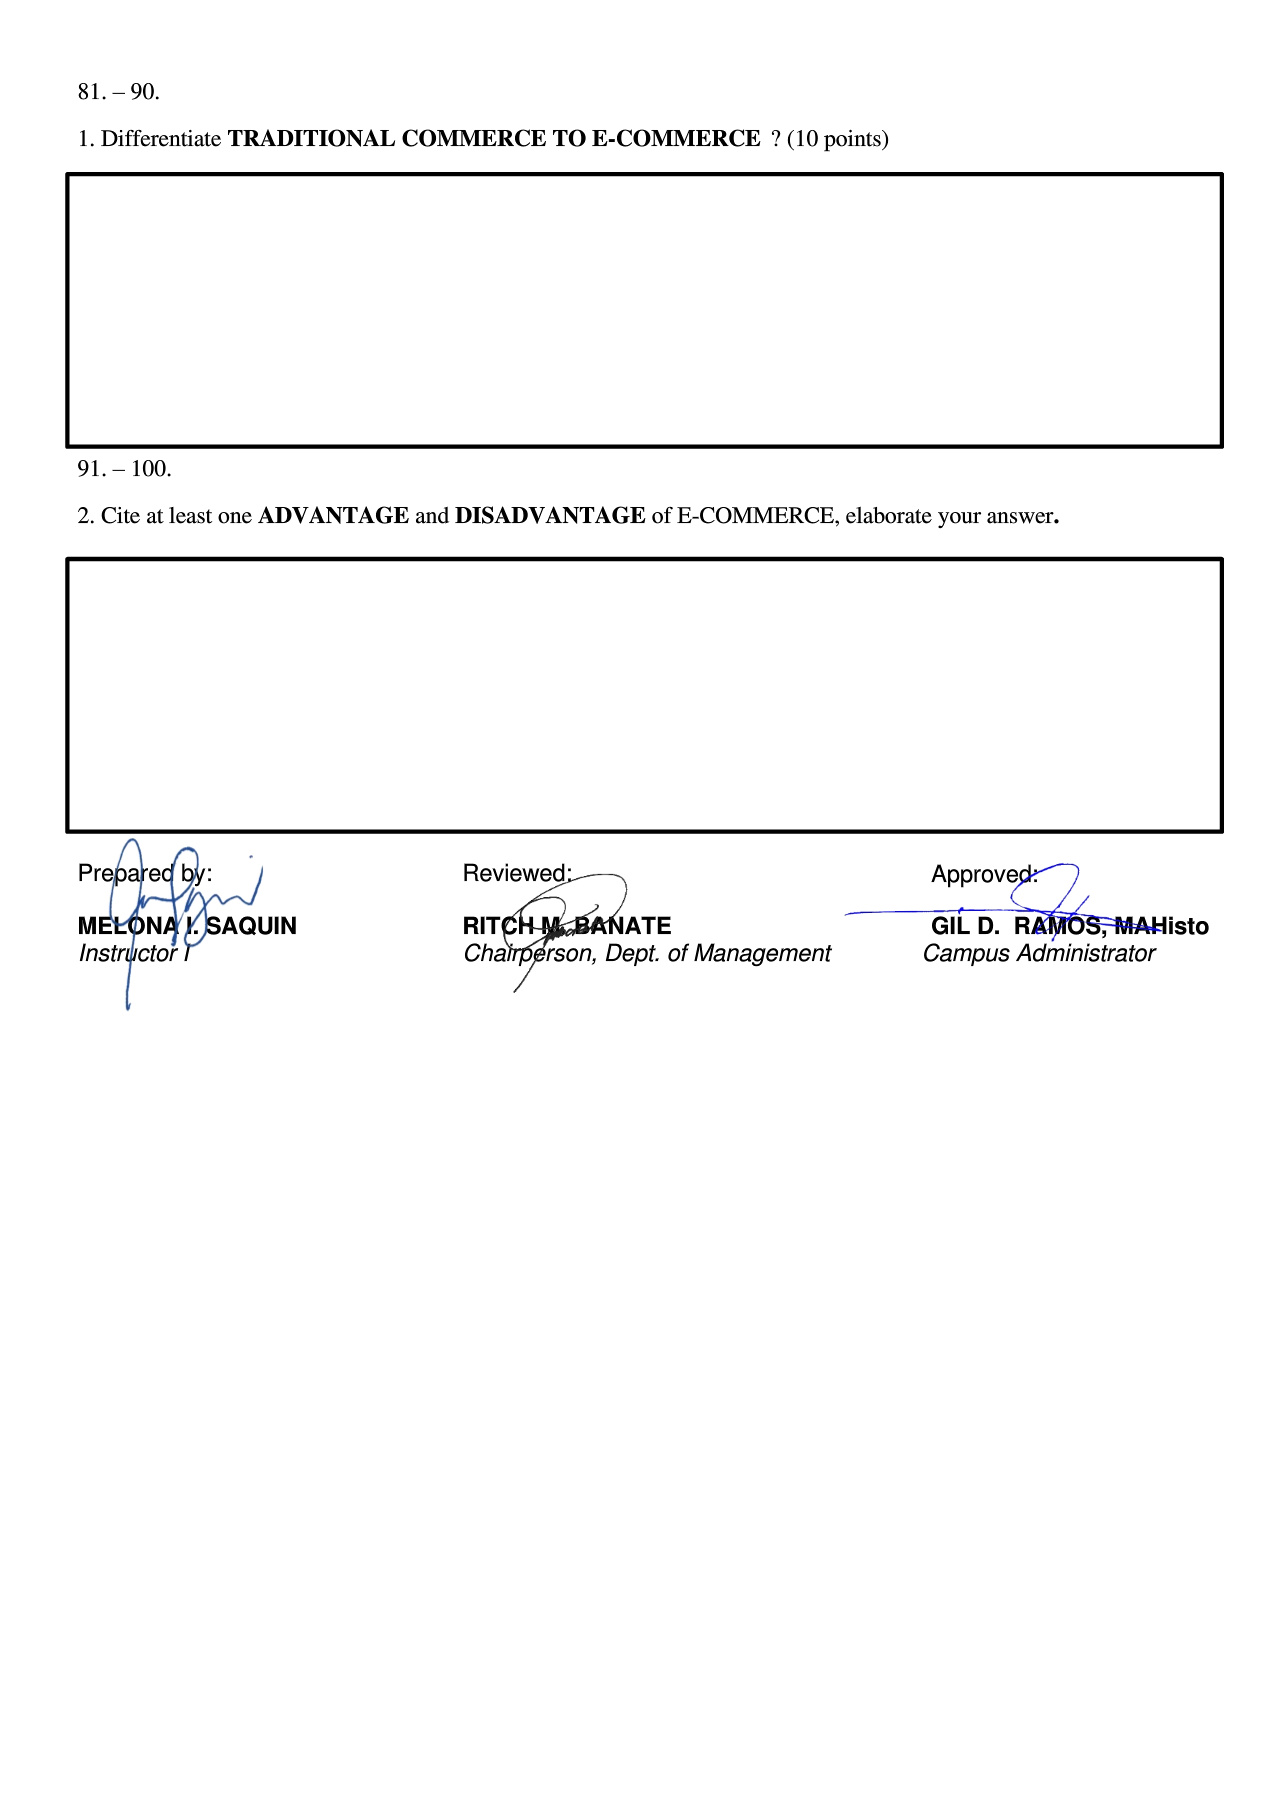 81. – 90.
1. Differentiate TRADITIONAL COMMERCE TO E-COMMERCE ? (10 points)
91. – 100.
2. Cite at least one ADVANTAGE and DISADVANTAGE of E-COMMERCE, elaborate your answer.
Prepared by: Reviewed: Approved:
MELONA I. SAQUIN RITCH M. BANATE GIL D. RAMOS, MAHisto
Instructor I Chairperson, Dept. of Management Campus Administrator